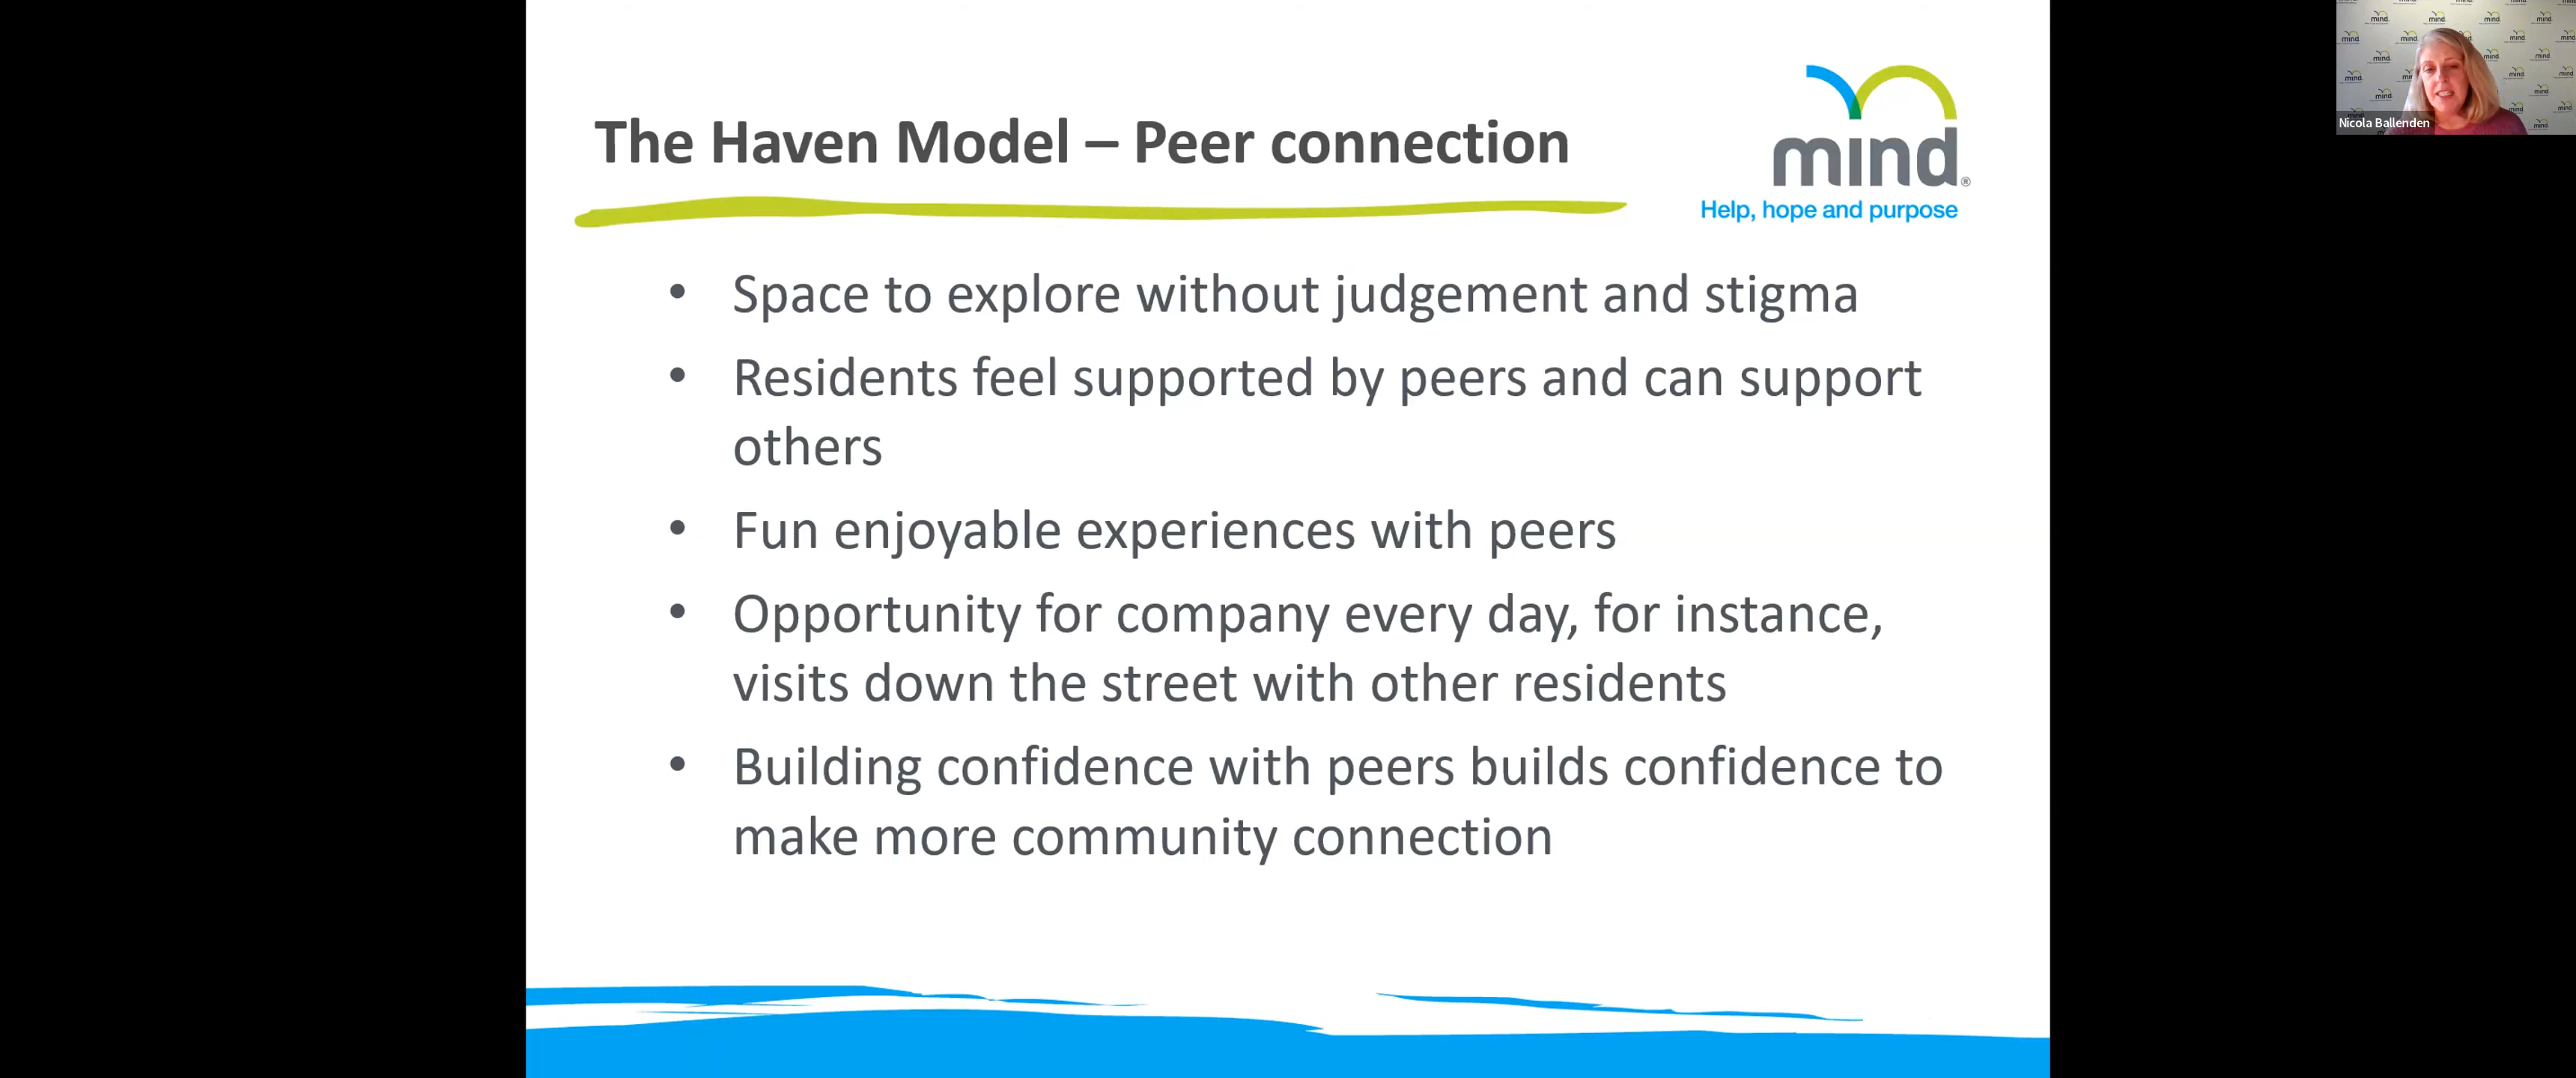 The Haven Model – Peer connection
mind®
Help, hope and purpose
• Space to explore without judgement and stigma
• Residents feel supported by peers and can support
others
• Fun enjoyable experiences with peers
• Opportunity for company every day, for instance,
visits down the street with other residents
• Building confidence with peers builds confidence to
make more community connection
Nicola Ballenden